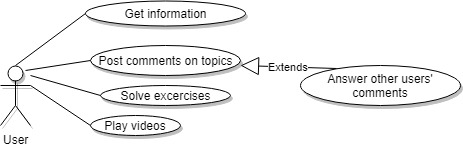 Get information
Post comments on topics
Extends
Answer other users'
comments
Solve excercises
Play videos
User